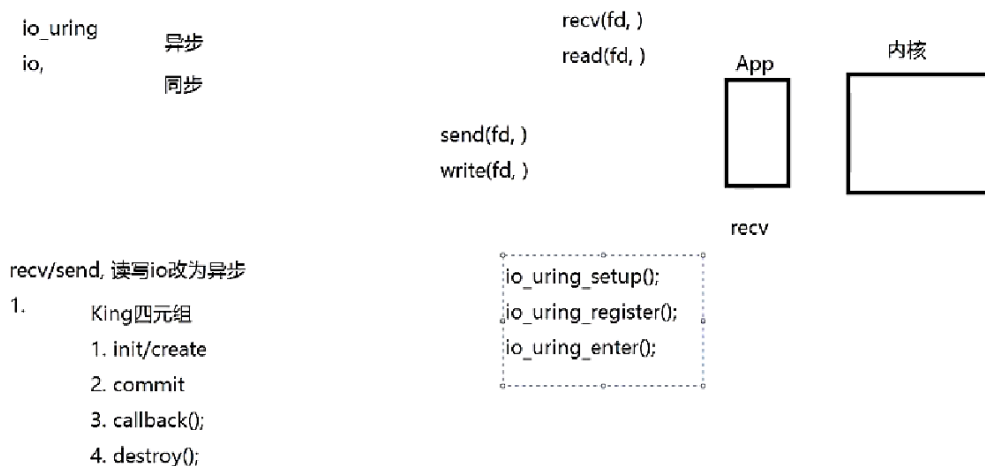 io_uring
异步
io,
同步
recv(fd, )
read(fd, )
App
内核
send(fd, )
write(fd, )
recv
recv/send, 读写io改为异步
1.
King四元组
1. init/create
2. commit
3. callback();
4. destroy();
io_uring_setup();
io_uring_register();
io_uring_enter();